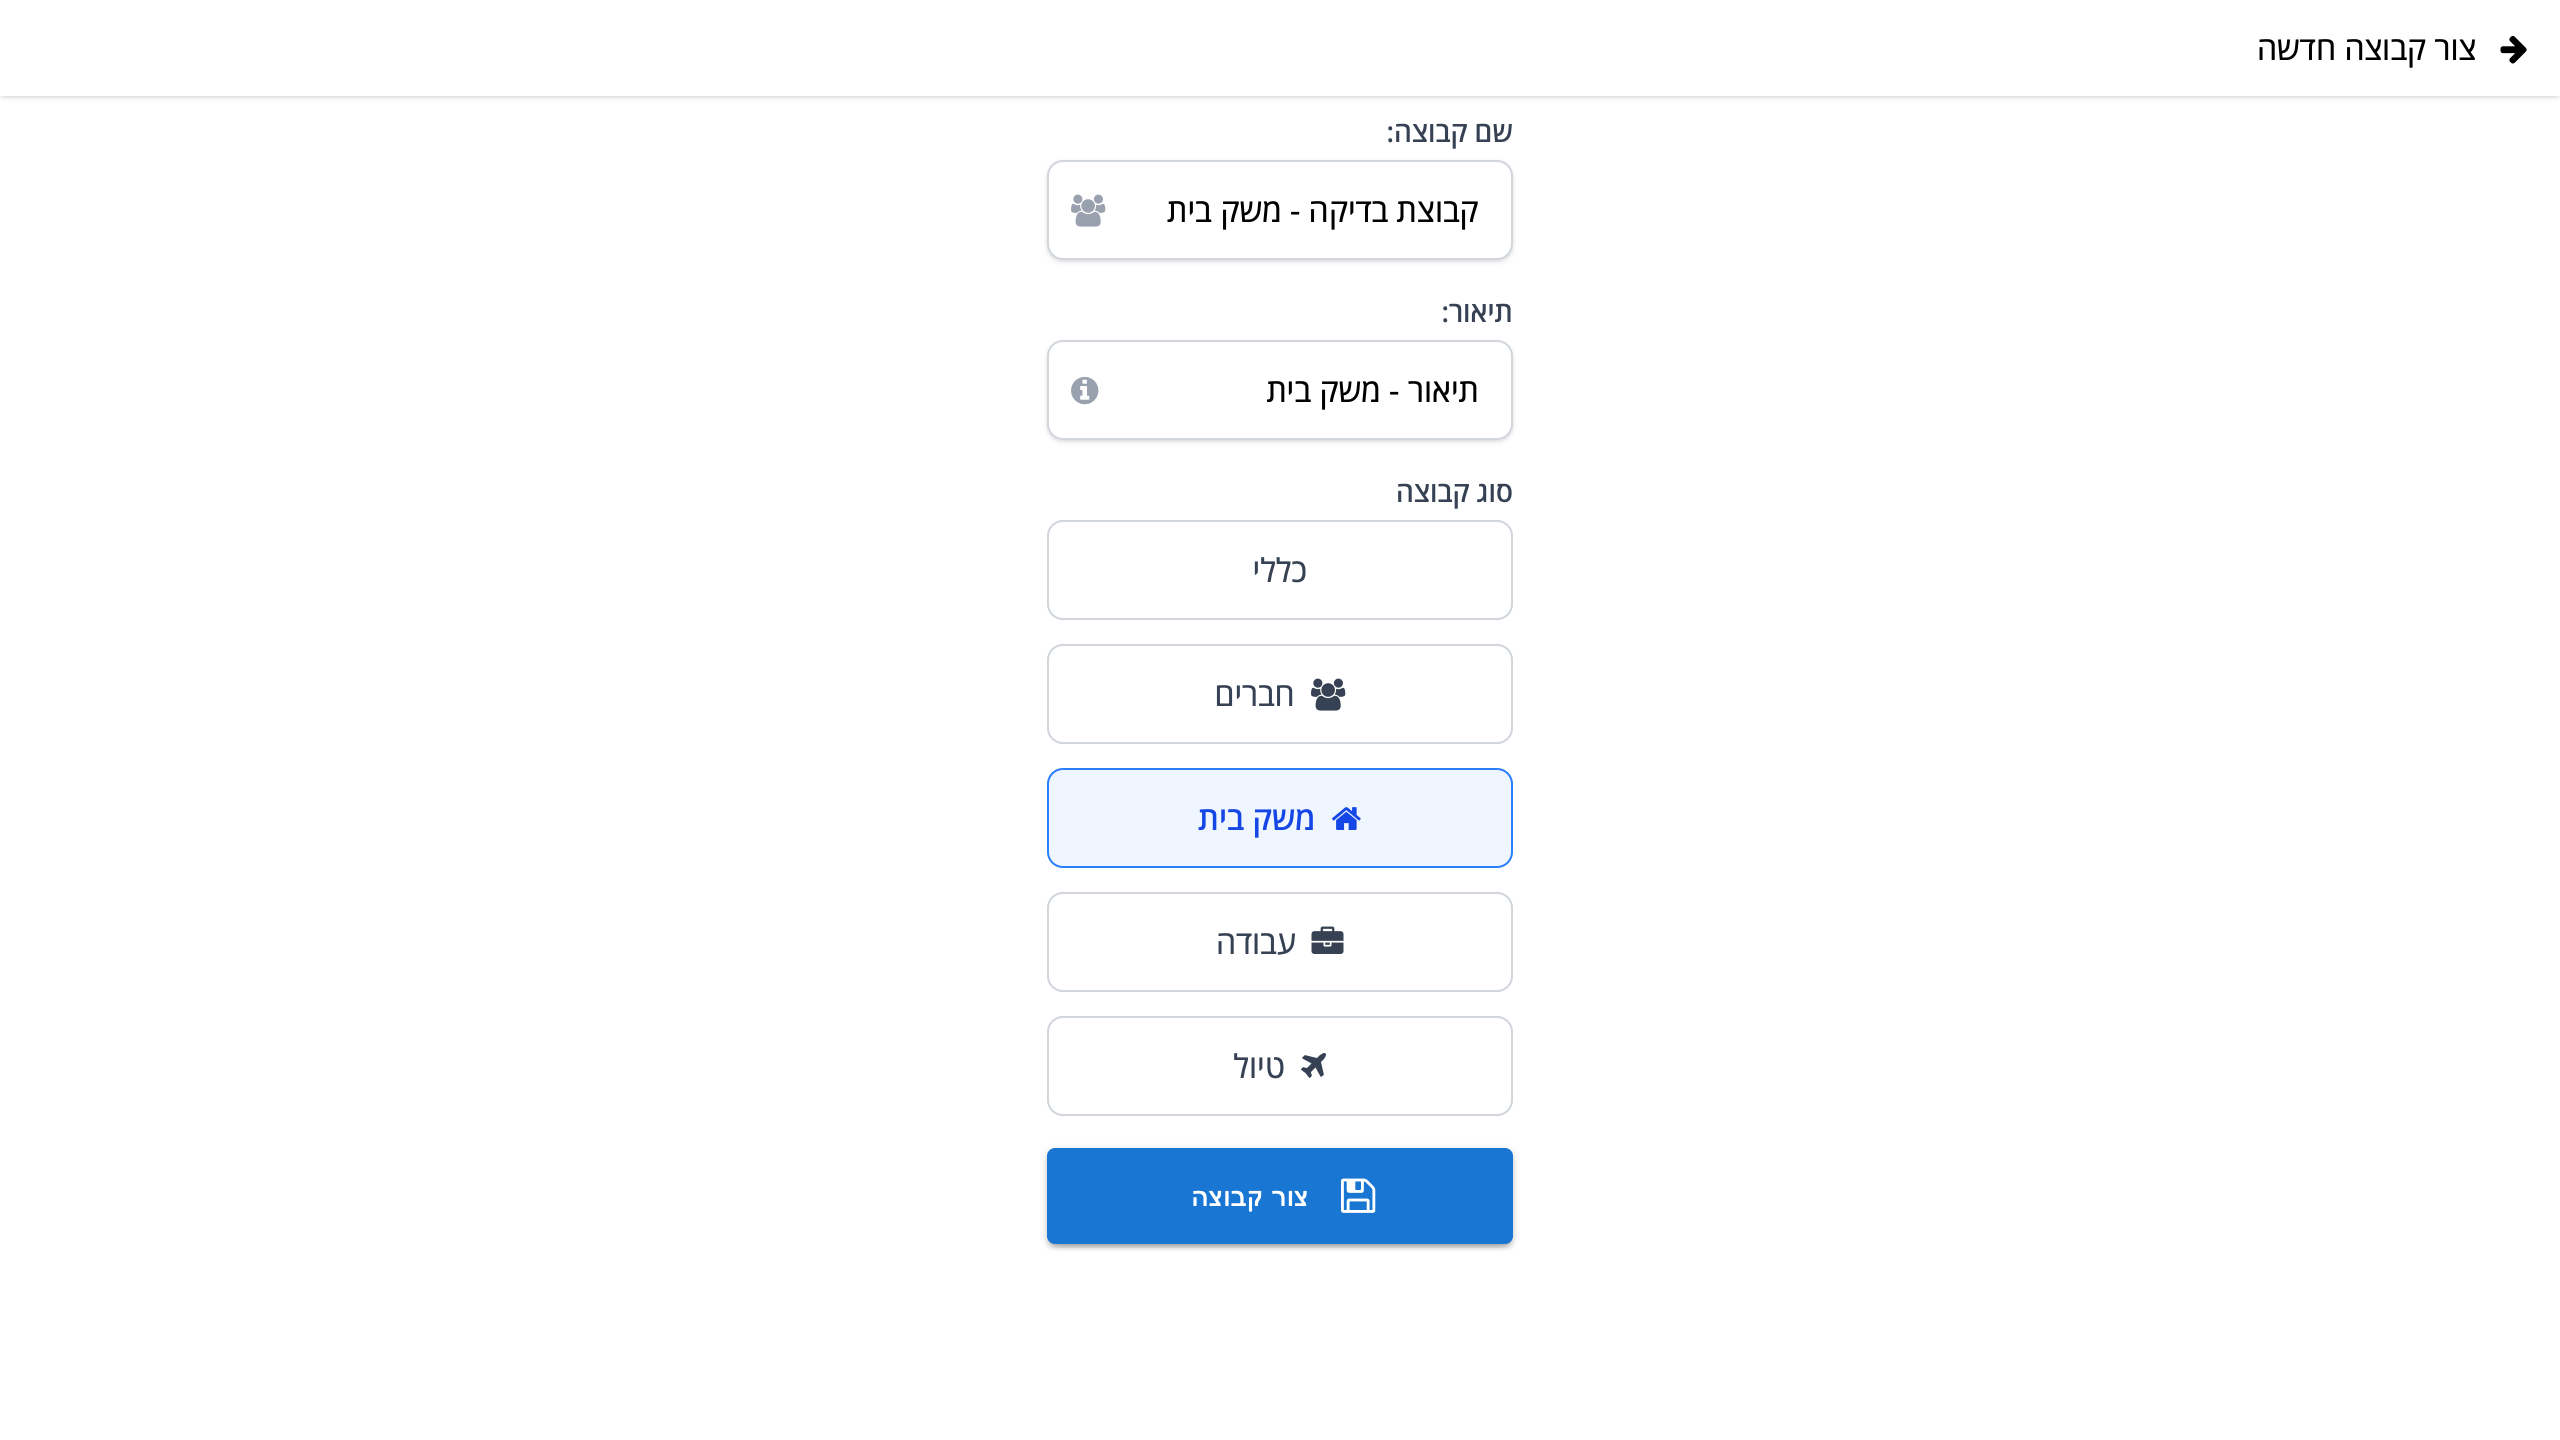 צור קבוצה חדשה
שם קבוצה:
קבוצת בדיקה - משק בית
תיאור:
תיאור - משק בית
סוג קבוצה
כללי
חברים
משק בית
עבודה
טיול
צור קבוצה